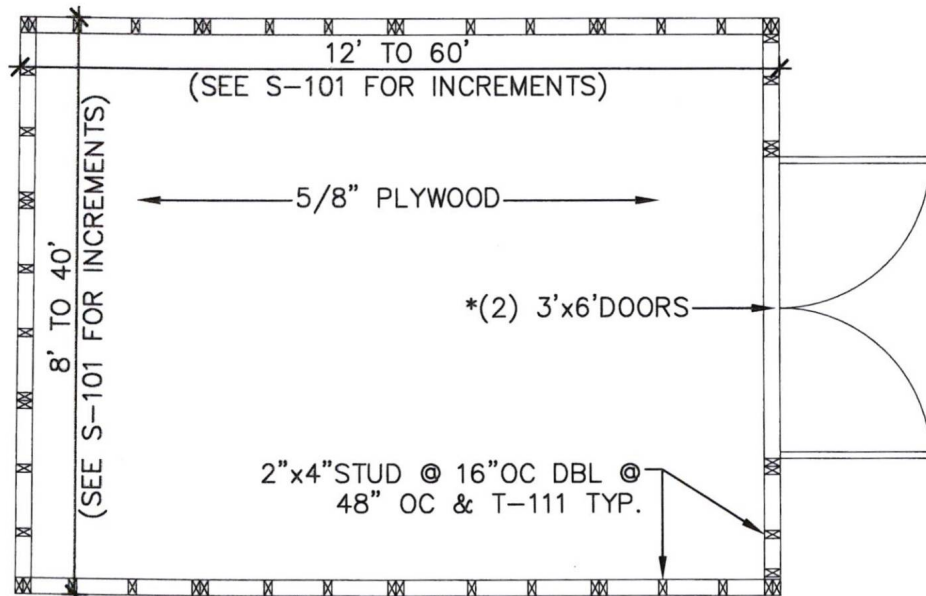 12' TO 60'
(SEE S-101 FOR INCREMENTS)
8' TO 40'
(SEE S-101 FOR INCREMENTS)
5/8" PLYWOOD
*(2) 3'x6'DOORS
2"x4"STUD @ 16"OC DBL @
48" OC & T-111 TYP.